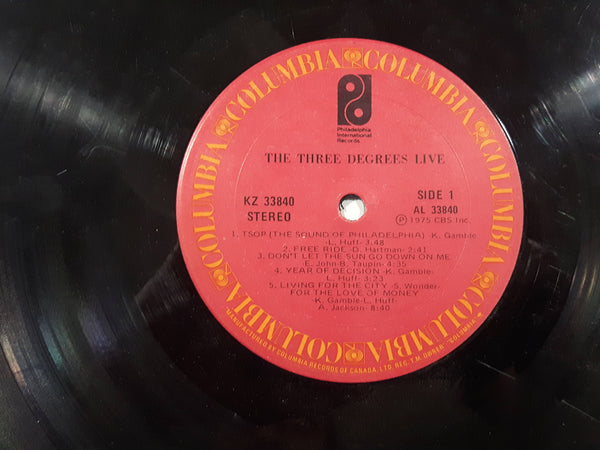 COLUMBIA COLUMBIA COLUMBIA COLUMBIA COLUMBIA COLUMBIA COLUMBIA COLUMBIA
Philadelphia
International
Records
THE THREE DEGREES LIVE
KZ 33840
STEREO
SIDE 1
AL 33840
Ⓟ 1975 CBS Inc.
1. TSOP (THE SOUND OF PHILADELPHIA) -K. Gamble-
L. Huff- 3:48
2. FREE RIDE -D. Hartman- 2:41
3. DON'T LET THE SUN GO DOWN ON ME
-E. John-B. Taupin- 4:35
4. YEAR OF DECISION -K. Gamble-
L. Huff- 3:23
5. LIVING FOR THE CITY -S. Wonder-
FOR THE LOVE OF MONEY
-K. Gamble-L. Huff-
A. Jackson- 8:40
"MANUFACTURED BY COLUMBIA RECORDS OF CANADA, LTD. REG. T.M. OWNER" "COLUMBIA"